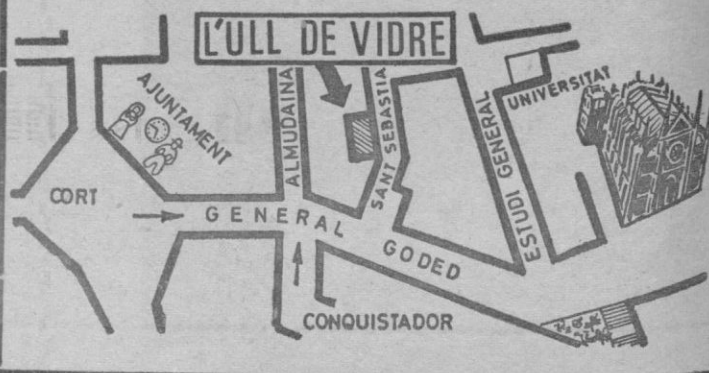 L'ULL DE VIDRE
AJUNTAMENT
ALMUDAINA
SANT SEBASTIA
ESTUDI GENERAL
UNIVERSITAT
CORT
GENERAL GODED
CONQUISTADOR